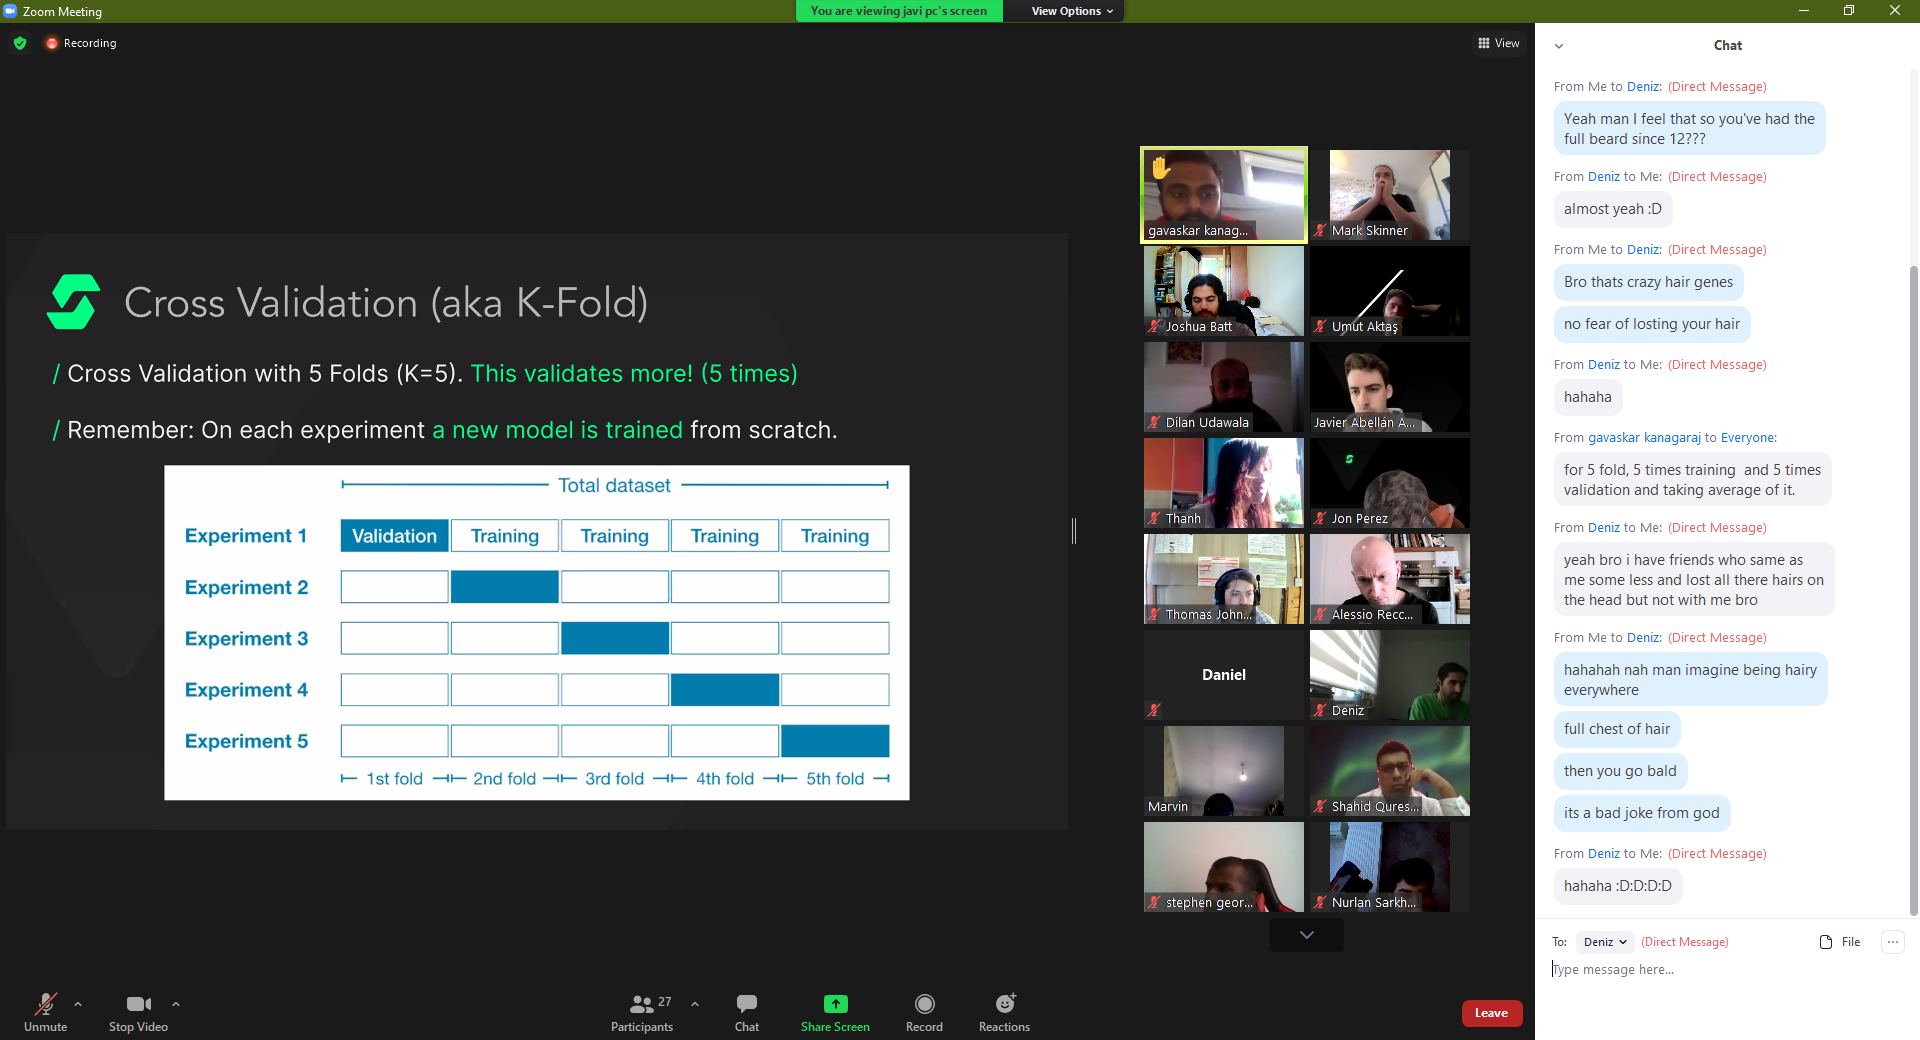 Zoom Meeting
You are viewing javi pc's screen
View Options
Recording
View
Cross Validation (aka K-Fold)
/ Cross Validation with 5 Folds (K=5). This validates more! (5 times)
/ Remember: On each experiment a new model is trained from scratch.
Total dataset
Experiment 1 Validation Training Training Training Training
Experiment 2
Experiment 3
Experiment 4
Experiment 5
1st fold 2nd fold 3rd fold 4th fold 5th fold
gavaskar kanag...
Mark Skinner
Joshua Batt
Umut Aktaş
Dilan Udawala
Javier Abellán A...
Thanh
Jon Perez
Thomas John...
Alessio Recc...
Daniel
Deniz
Marvin
Shahid Qures...
stephen geor...
Nurlan Sarkh...
Unmute
Stop Video
27
Participants
Chat
Share Screen
Record
Reactions
Leave
Chat
From Me to Deniz: (Direct Message)
Yeah man I feel that so you've had the
full beard since 12???
From Deniz to Me: (Direct Message)
almost yeah :D
From Me to Deniz: (Direct Message)
Bro thats crazy hair genes
no fear of losting your hair
From Deniz to Me: (Direct Message)
hahaha
From gavaskar kanagaraj to Everyone:
for 5 fold, 5 times training and 5 times
validation and taking average of it.
From Deniz to Me: (Direct Message)
yeah bro i have friends who same as
me some less and lost all there hairs on
the head but not with me bro
From Me to Deniz: (Direct Message)
hahahah nah man imagine being hairy
everywhere
full chest of hair
then you go bald
its a bad joke from god
From Deniz to Me: (Direct Message)
hahaha :D:D:D:D
To: Deniz (Direct Message)
File
Type message here...